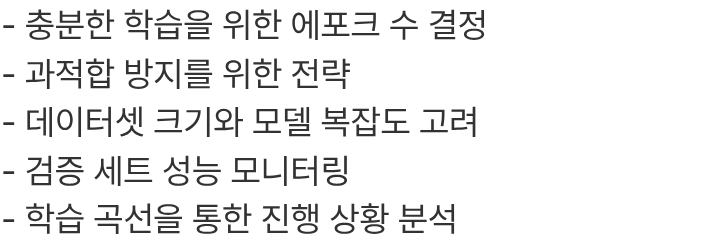 - 충분한 학습을 위한 에포크 수 결정
- 과적합 방지를 위한 전략
- 데이터셋 크기와 모델 복잡도 고려
- 검증 세트 성능 모니터링
- 학습 곡선을 통한 진행 상황 분석